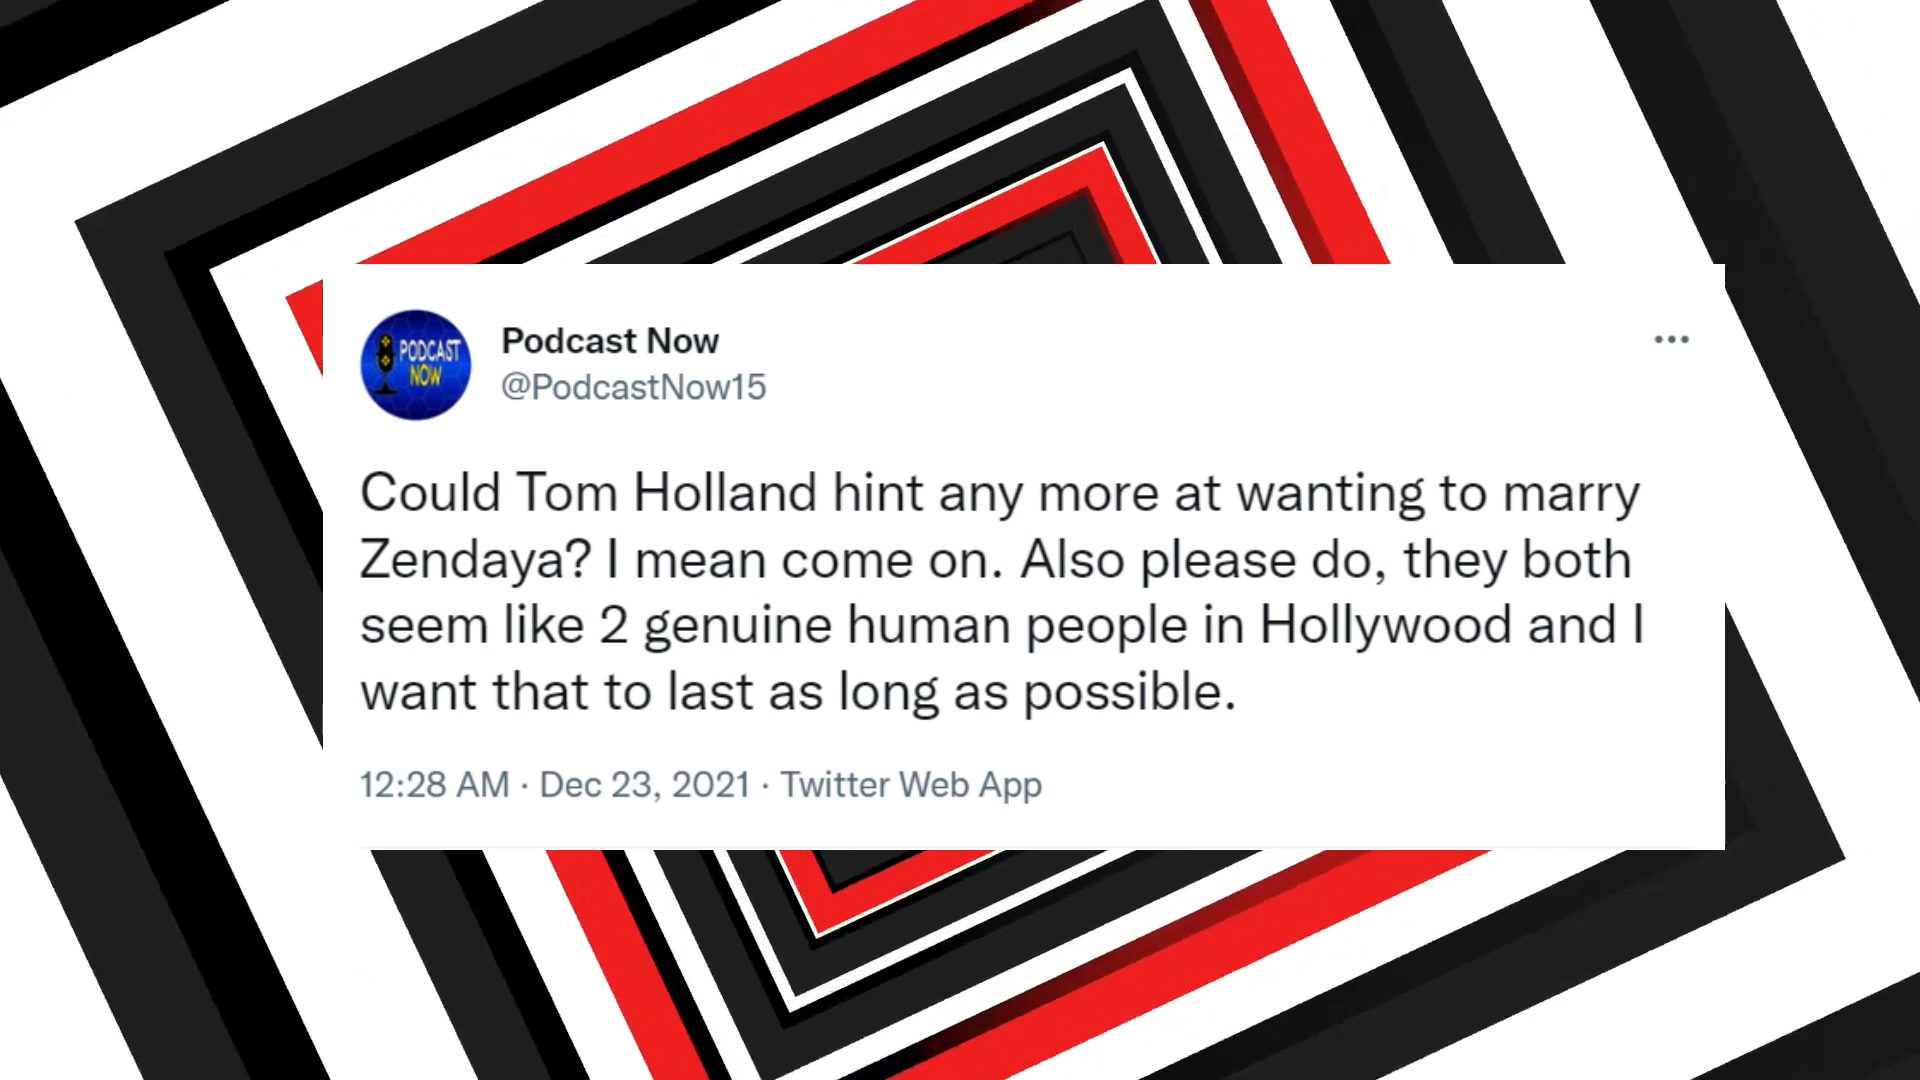 PODCAST
NOW
Podcast Now
@PodcastNow15
Could Tom Holland hint any more at wanting to marry
Zendaya? I mean come on. Also please do, they both
seem like 2 genuine human people in Hollywood and I
want that to last as long as possible.
12:28 AM · Dec 23, 2021 · Twitter Web App